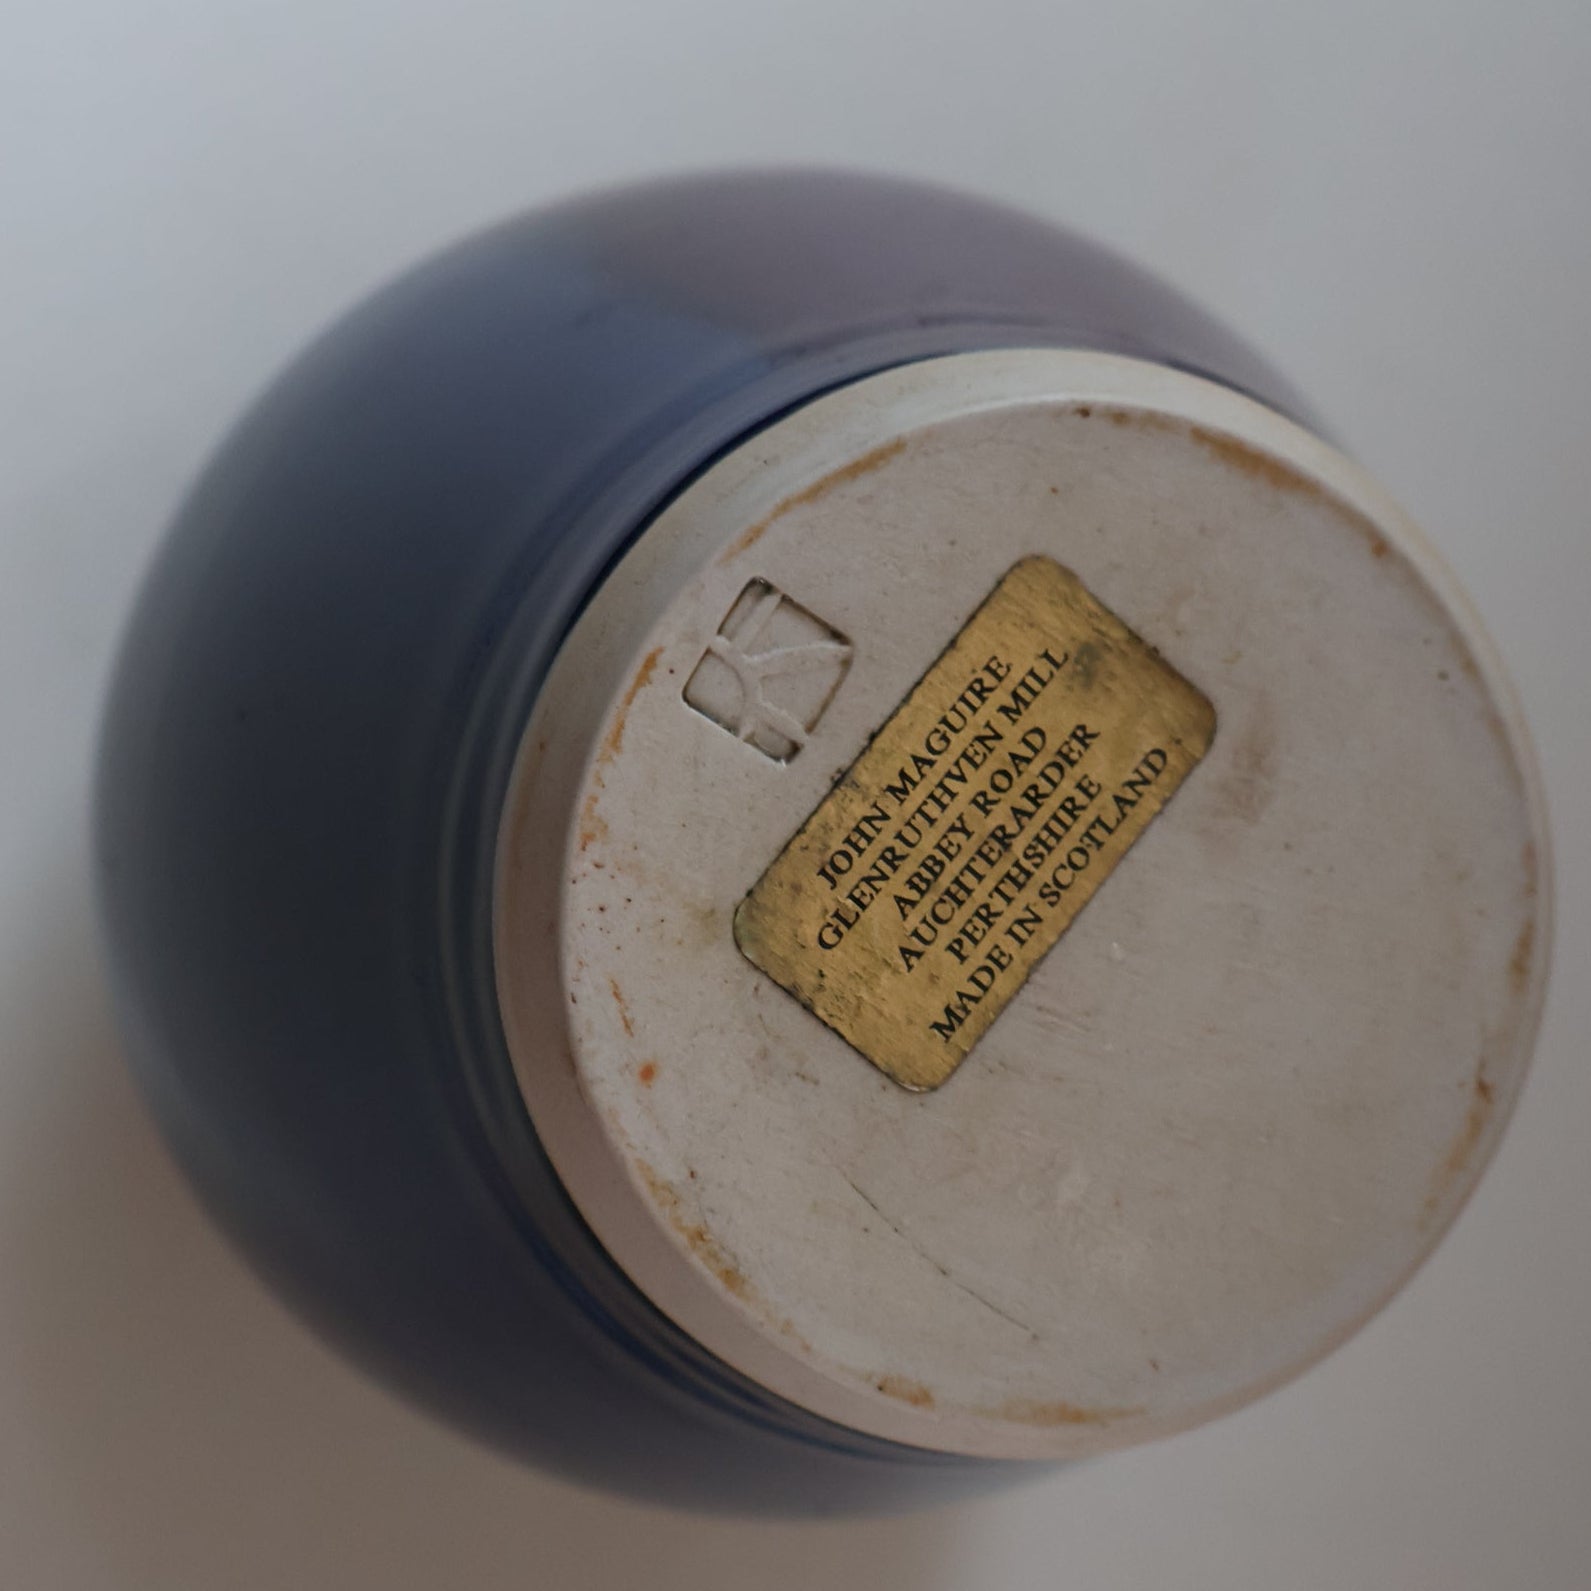 JOHN MAGUIRE
GLENRUTHVEN MILL
ABBEY ROAD
AUCHTERARDER
PERTHSHIRE
MADE IN SCOTLAND